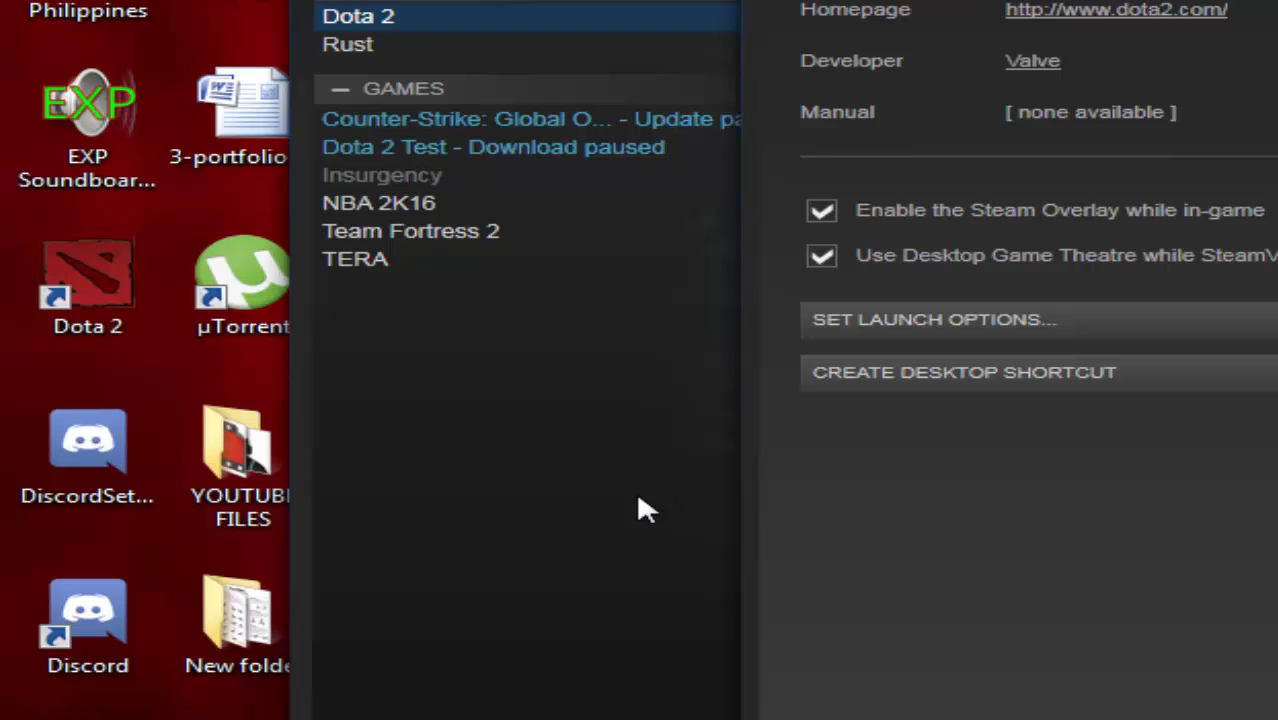 Philippines
EXP
EXP
Soundboar...
3-portfolio
Dota 2
µTorrent
DiscordSet...
YOUTUBE
FILES
Discord
New folde
Dota 2
Rust
GAMES
Counter-Strike: Global O... - Update pa
Dota 2 Test - Download paused
Insurgency
NBA 2K16
Team Fortress 2
TERA
Homepage http://www.dota2.com/
Developer Valve
Manual [ none available ]
Enable the Steam Overlay while in-game
Use Desktop Game Theatre while SteamV
SET LAUNCH OPTIONS...
CREATE DESKTOP SHORTCUT